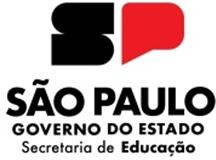 SÃO PAULO
GOVERNO DO ESTADO
Secretaria de Educação